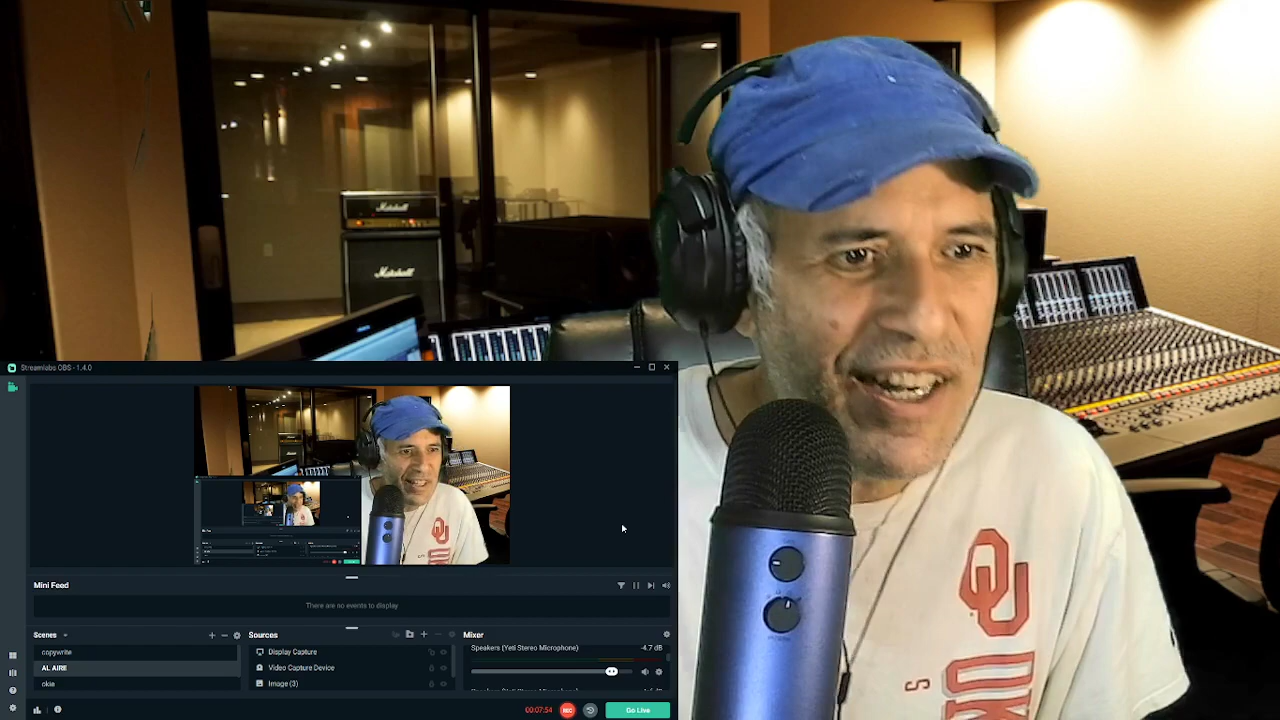 Marshall
Marshall
Streamlabs OBS - 1.4.0
Mini Feed
There are no events to display
Scenes
Sources
Mixer
copywrite
AL AIRE
okia
Display Capture
Video Capture Device
Image (3)
Speakers (Yeti Stereo Microphone)
-4.7 dB
00:07:54
REC
Go Live
OU